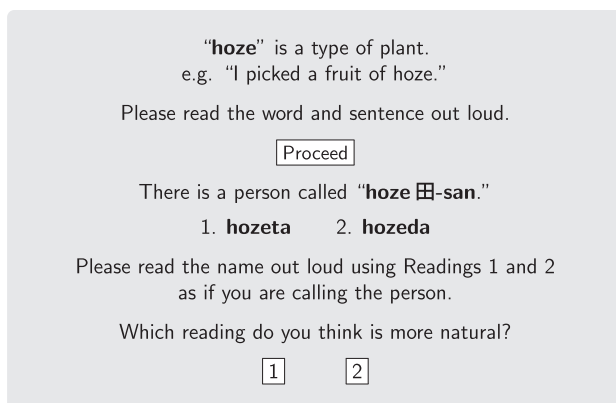 “hoze” is a type of plant.
e.g. “I picked a fruit of hoze.”
Please read the word and sentence out loud.
Proceed
There is a person called “hoze 田-san.”
1. hozeta 2. hozeda
Please read the name out loud using Readings 1 and 2
as if you are calling the person.
Which reading do you think is more natural?
1 2